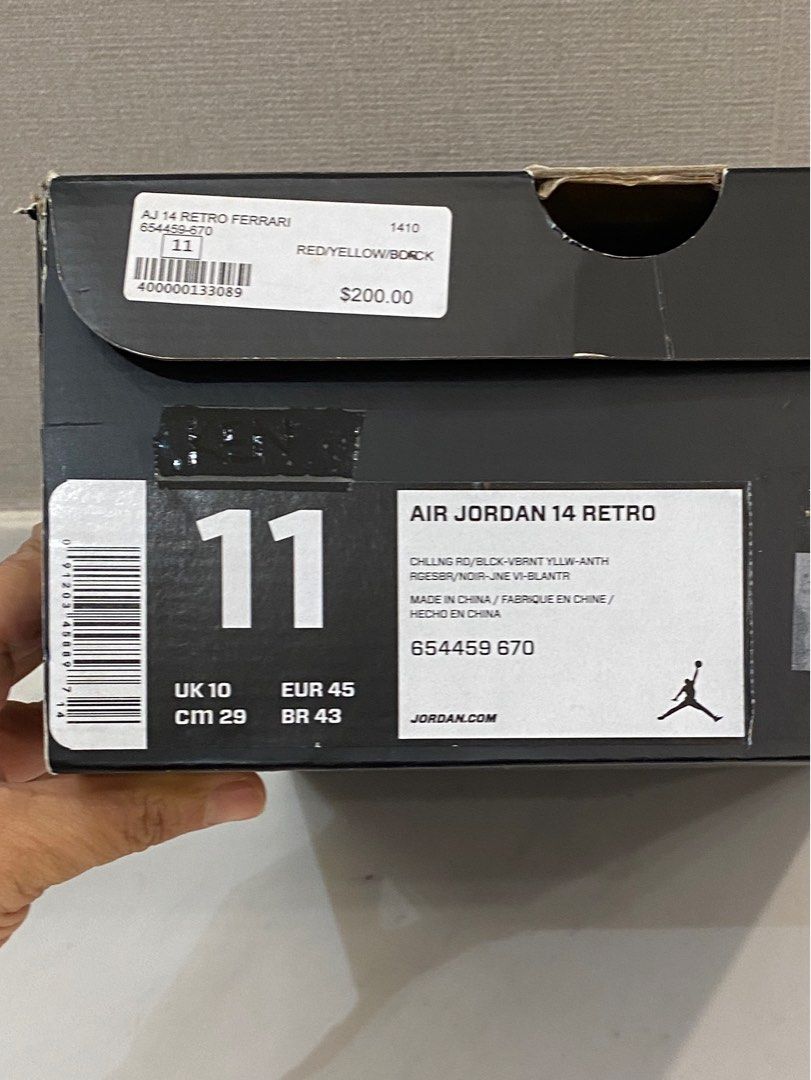 AJ 14 RETRO FERRARI
1410
654459-670
11
RED/YELLOW/
400000133089
$200.00
11
UK 10 EUR 45
cm 29 BR 43
AIR JORDAN 14 RETRO
CHLLNG RD/BLCK-VBRNT YLLW-ANTH
RGESBR/NOIR-JNE VI-BLANTR
MADE IN CHINA / FABRIQUE EN CHINE /
HECHO EN CHINA
654459 670
JORDAN.COM